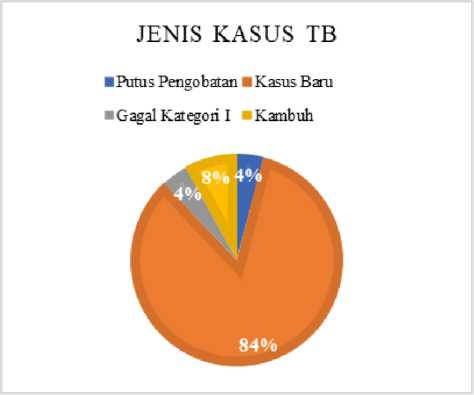 JENIS KASUS TB
Putus Pengobatan Kasus Baru
Gagal Kategori I Kambuh
8% 4%
4%
84%